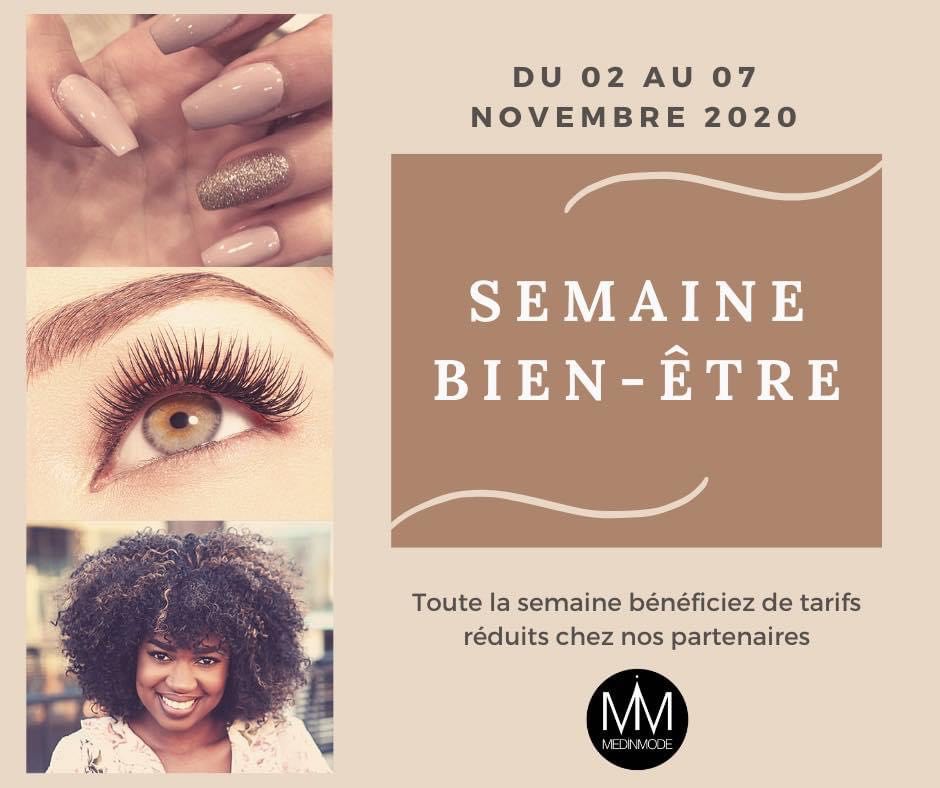 DU 02 AU 07
NOVEMBRE 2020
SEMAINE
BIEN-ÊTRE
Toute la semaine bénéficiez de tarifs
réduits chez nos partenaires
MIM
MEDINMODE